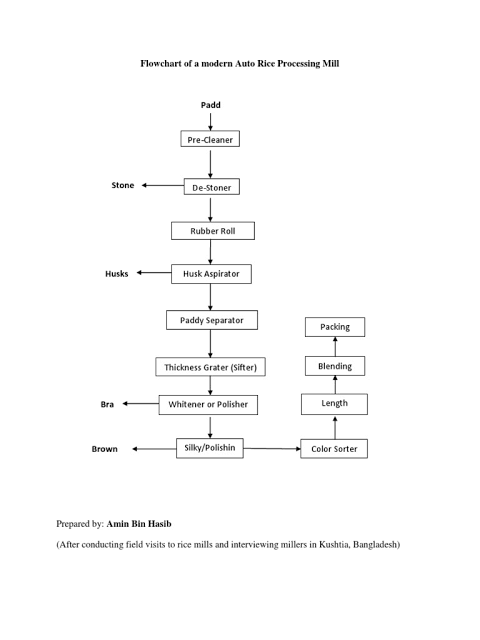 Flowchart of a modern Auto Rice Processing Mill
Padd
Pre-Cleaner
Stone
De-Stoner
Rubber Roll
Husks
Husk Aspirator
Paddy Separator
Thickness Grater (Sifter)
Bra
Whitener or Polisher
Brown
Silky/Polishin
Color Sorter
Length
Blending
Packing
Prepared by: Amin Bin Hasib
(After conducting field visits to rice mills and interviewing millers in Kushtia, Bangladesh)